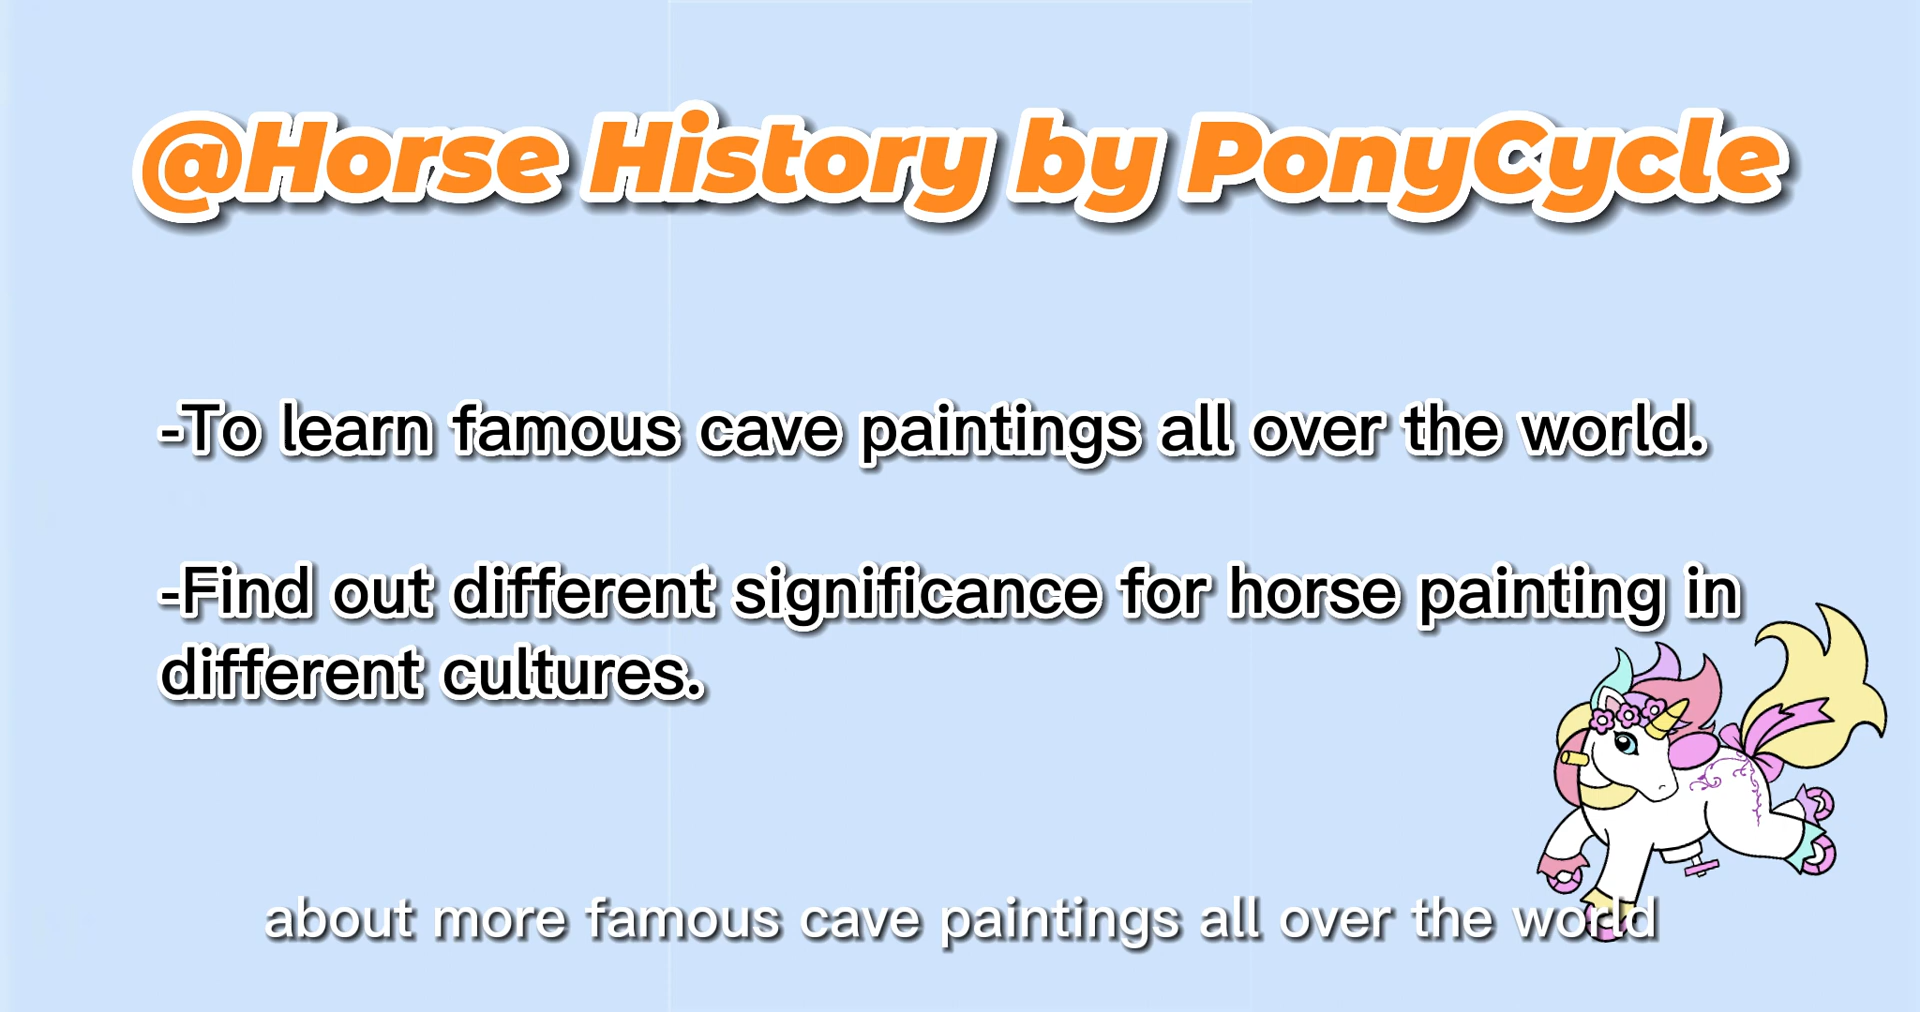 @Horse History by PonyCycle
-To learn famous cave paintings all over the world.
-Find out different significance for horse painting in
different cultures.
about more famous cave paintings all over the world